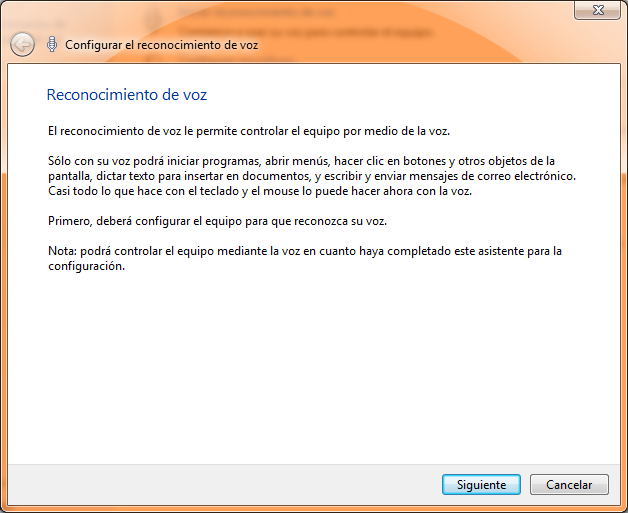 Configurar el reconocimiento de voz
Reconocimiento de voz
El reconocimiento de voz le permite controlar el equipo por medio de la voz.
Sólo con su voz podrá iniciar programas, abrir menús, hacer clic en botones y otros objetos de la
pantalla, dictar texto para insertar en documentos, y escribir y enviar mensajes de correo electrónico.
Casi todo lo que hace con el teclado y el mouse lo puede hacer ahora con la voz.
Primero, deberá configurar el equipo para que reconozca su voz.
Nota: podrá controlar el equipo mediante la voz en cuanto haya completado este asistente para la
configuración.
Siguiente
Cancelar